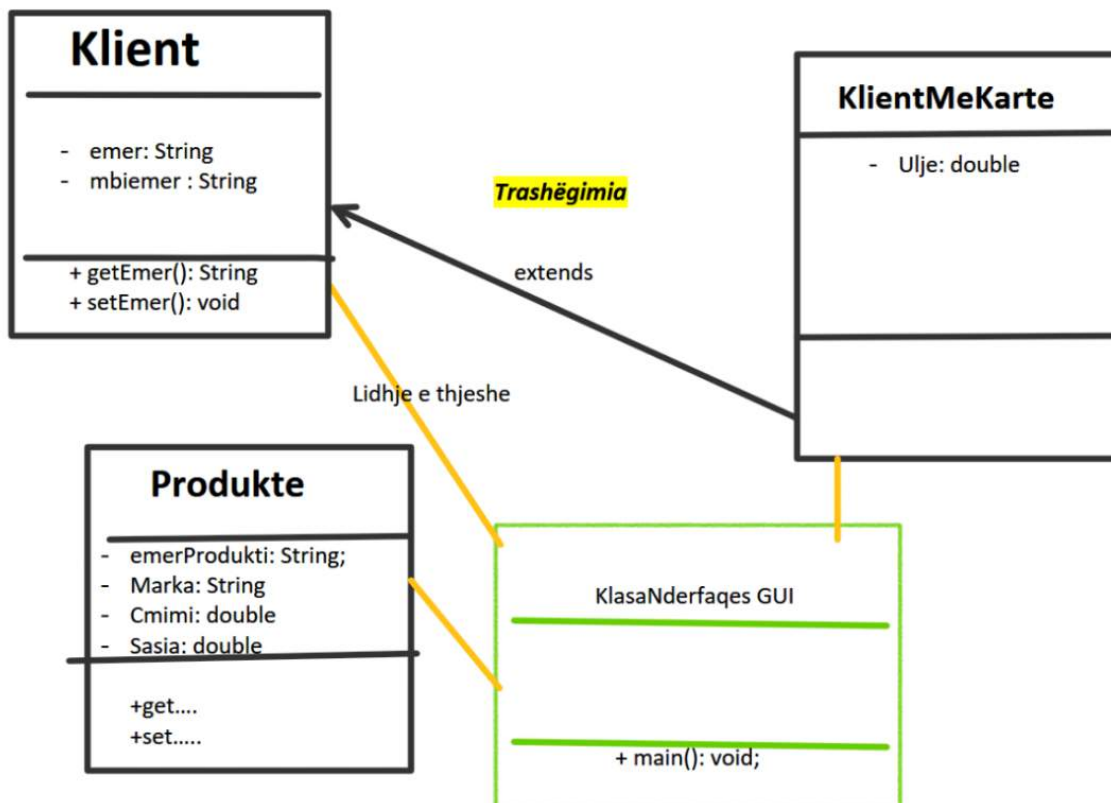 Klient
- emer: String
- mbiemer : String
+ getEmer(): String
+ setEmer(): void
Trashëgimia
extends
KlientMeKarte
- Ulje: double
Lidhje e thjeshe
Produkte
- emerProdukti: String;
- Marka: String
- Cmimi: double
- Sasia: double
+get....
+set.....
KlasaNderfaqes GUI
+ main(): void;